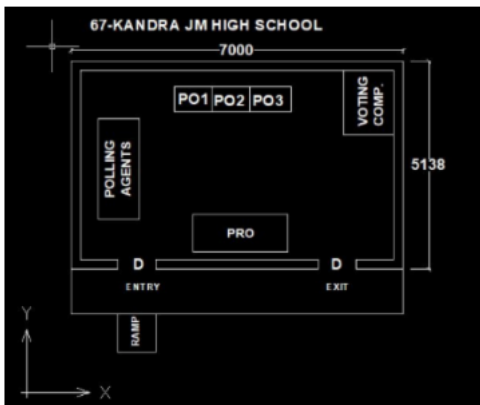 67-KANDRA JM HIGH SCHOOL
7000
PO1 PO2 PO3
VOTING
COMP.
POLLING
AGENTS
5138
PRO
D D
ENTRY EXIT
RAMP
Y
X